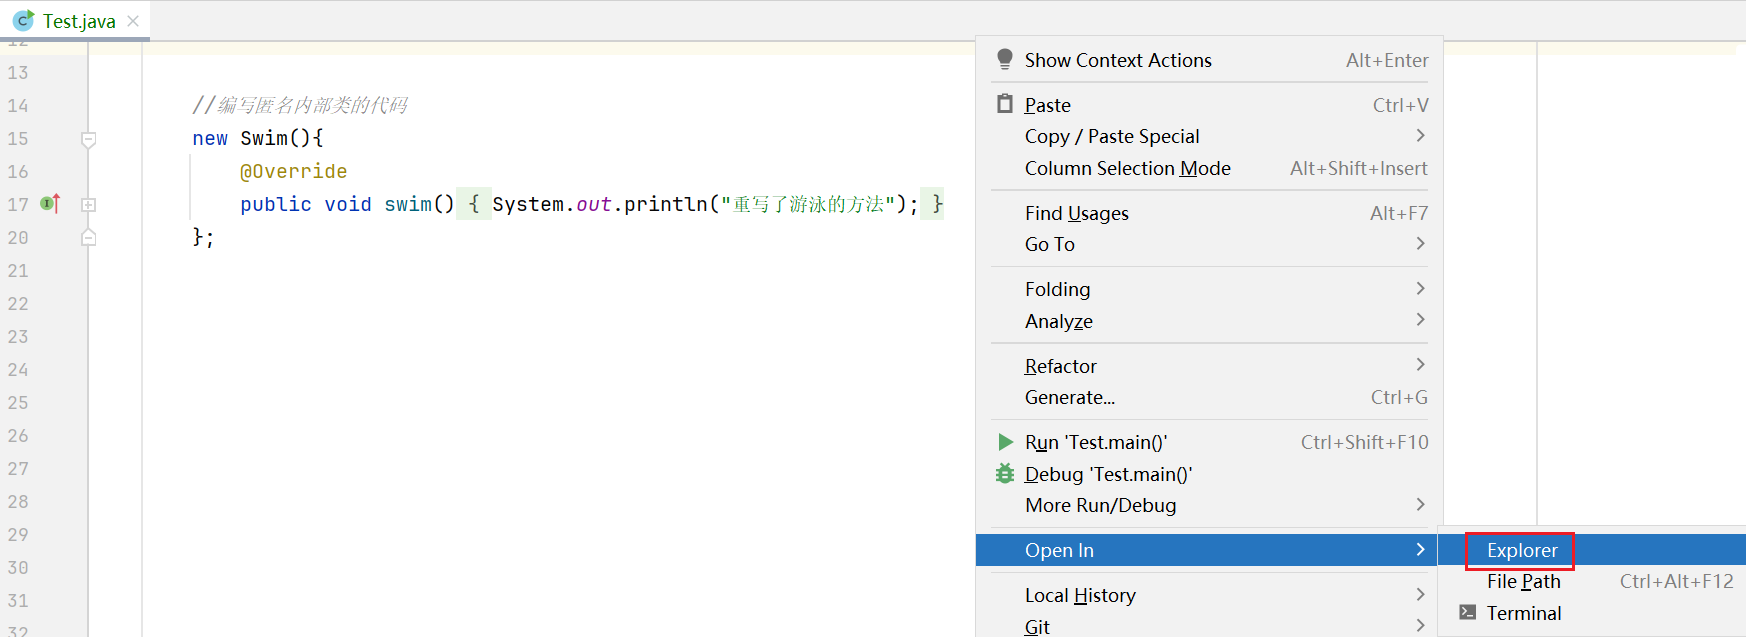 Test.java
12
13
14 //编写匿名内部类的代码
15 new Swim(){
16 @Override
17 public void swim() { System.out.println("重写了游泳的方法"); }
20 };
21
22
23
24
25
26
27
28
29
30
31
32
Show Context Actions Alt+Enter
Paste Ctrl+V
Copy / Paste Special
Column Selection Mode Alt+Shift+Insert
Find Usages Alt+F7
Go To
Folding
Analyze
Refactor
Generate... Ctrl+G
Run 'Test.main()' Ctrl+Shift+F10
Debug 'Test.main()'
More Run/Debug
Open In
Local History
Git
Explorer
File Path Ctrl+Alt+F12
Terminal